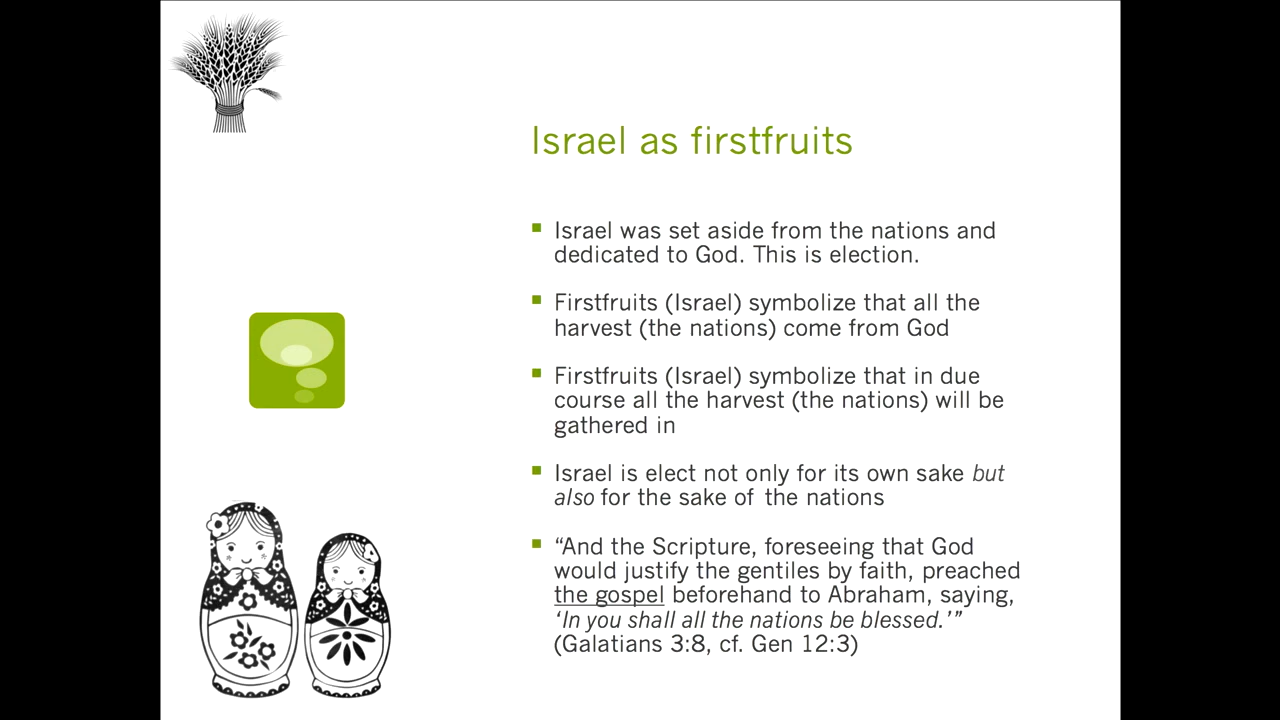 Israel as firstfruits
Israel was set aside from the nations and
dedicated to God. This is election.
Firstfruits (Israel) symbolize that all the
harvest (the nations) come from God
Firstfruits (Israel) symbolize that in due
course all the harvest (the nations) will be
gathered in
Israel is elect not only for its own sake but
also for the sake of the nations
“And the Scripture, foreseeing that God
would justify the gentiles by faith, preached
the gospel beforehand to Abraham, saying,
‘In you shall all the nations be blessed.’”
(Galatians 3:8, cf. Gen 12:3)